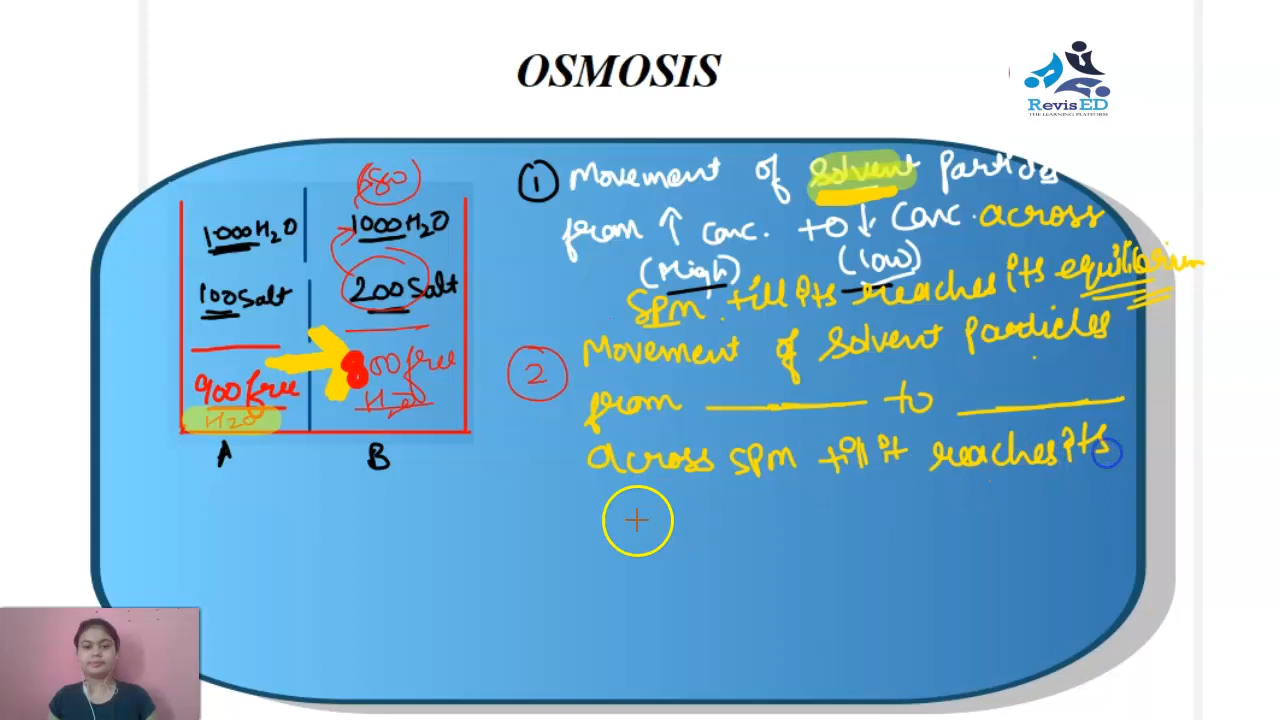 OSMOSIS
RevisED
THE LEARNING PLATFORM
1000 H2O
100 Salt
900 free
H2O
A
1000 H2O
200 Salt
800 free
H2O
B
① Movement of Solvent Particles
from ↑ Conc. to ↓ Conc. across
(High) (low)
SPM till its reaches its equilibrium
② Movement of Solvent Particles
from ______ to ______
across SPM till it reaches its